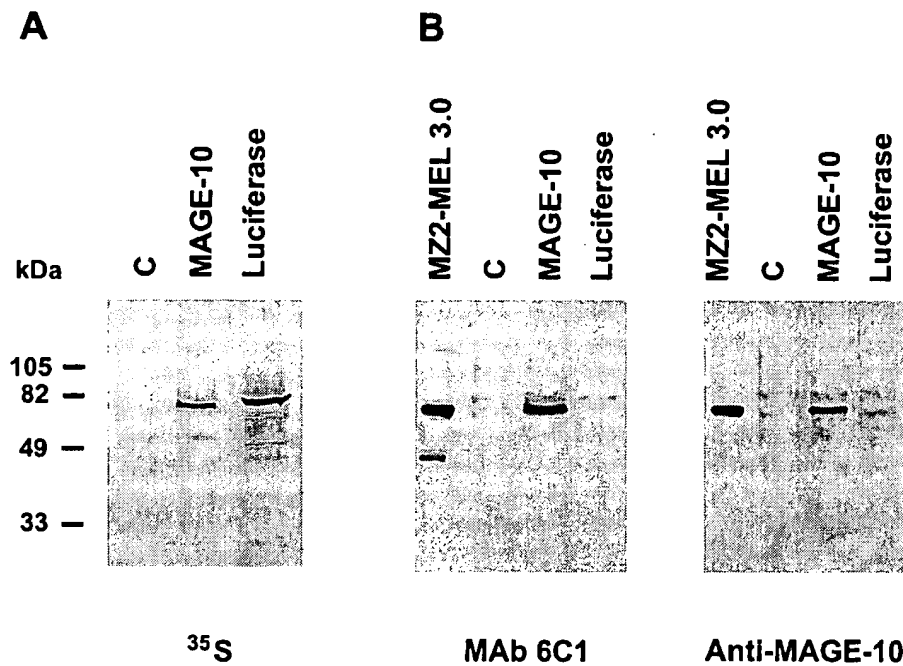 A
B
kDa
C
MAGE-10
Luciferase
MZ2-MEL 3.0
C
MAGE-10
Luciferase
MZ2-MEL 3.0
C
MAGE-10
Luciferase
105
82
49
33
³⁵S
MAb 6C1
Anti-MAGE-10